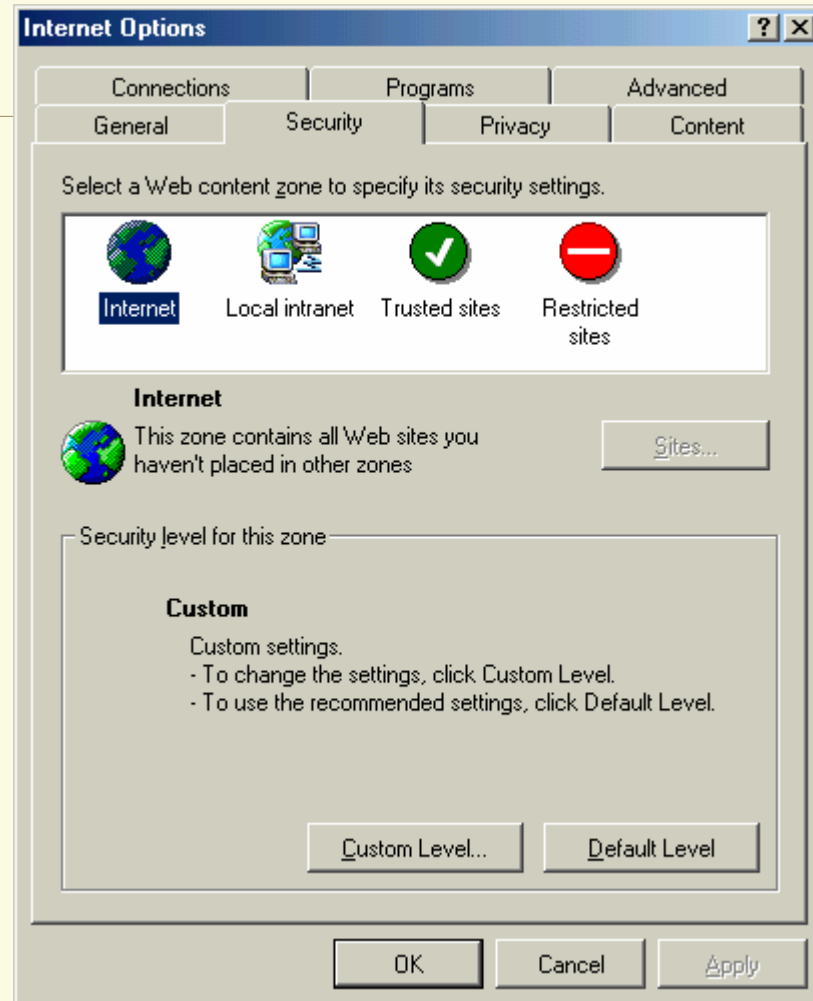 Internet Options
Connections Programs Advanced
General Security Privacy Content
Select a Web content zone to specify its security settings.
Internet Local intranet Trusted sites Restricted
sites
Internet
This zone contains all Web sites you
haven't placed in other zones
Sites...
Security level for this zone
Custom
Custom settings.
- To change the settings, click Custom Level.
- To use the recommended settings, click Default Level.
Custom Level... Default Level
OK Cancel Apply